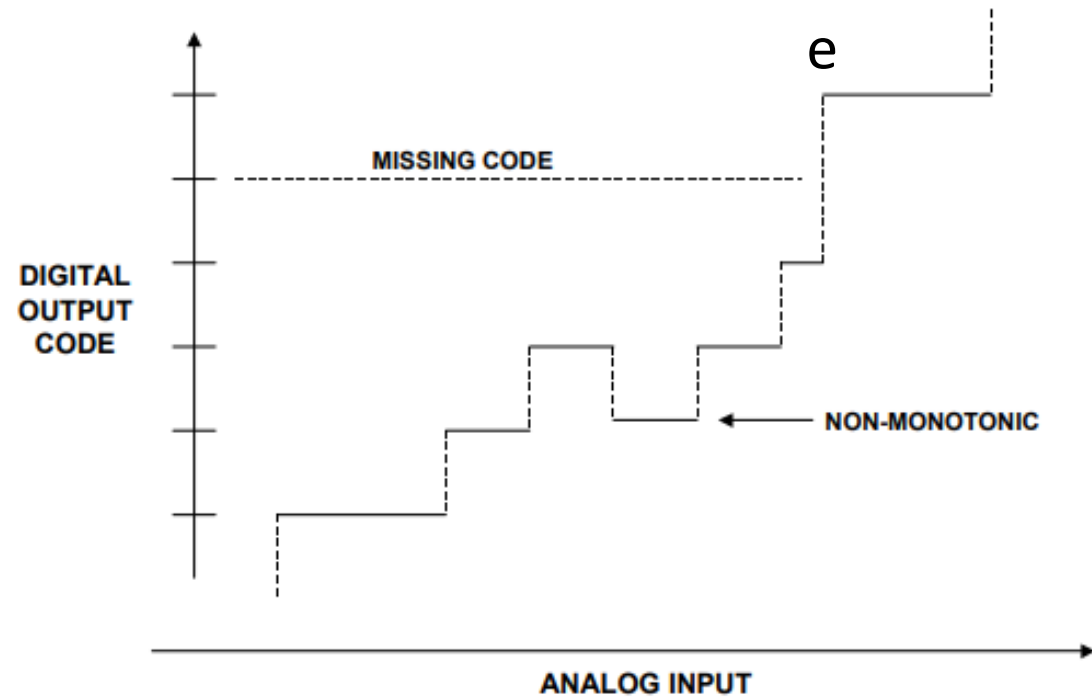 e
MISSING CODE
DIGITAL
OUTPUT
CODE
NON-MONOTONIC
ANALOG INPUT